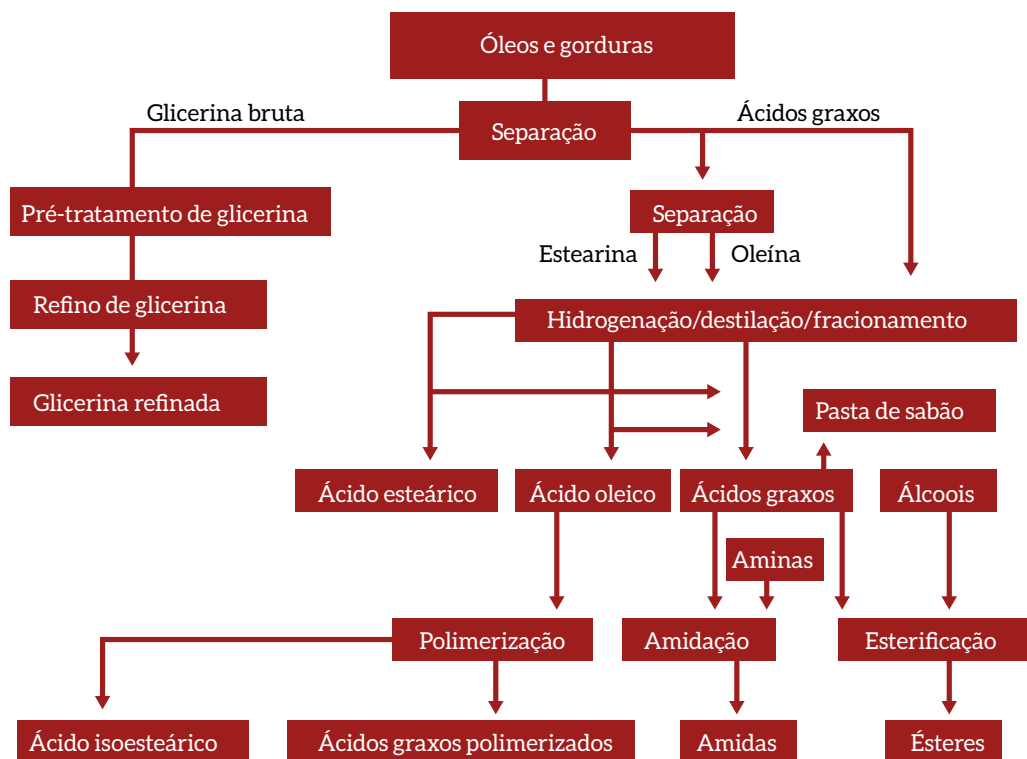 Óleos e gorduras
Glicerina bruta
Ácidos graxos
Separação
Pré-tratamento de glicerina
Separação
Estearina
Oleína
Refino de glicerina
Hidrogenação/destilação/fracionamento
Glicerina refinada
Pasta de sabão
Ácido esteárico
Ácido oleico
Ácidos graxos
Álcoois
Aminas
Polimerização
Amidação
Esterificação
Ácido isoesteárico
Ácidos graxos polimerizados
Amidas
Ésteres